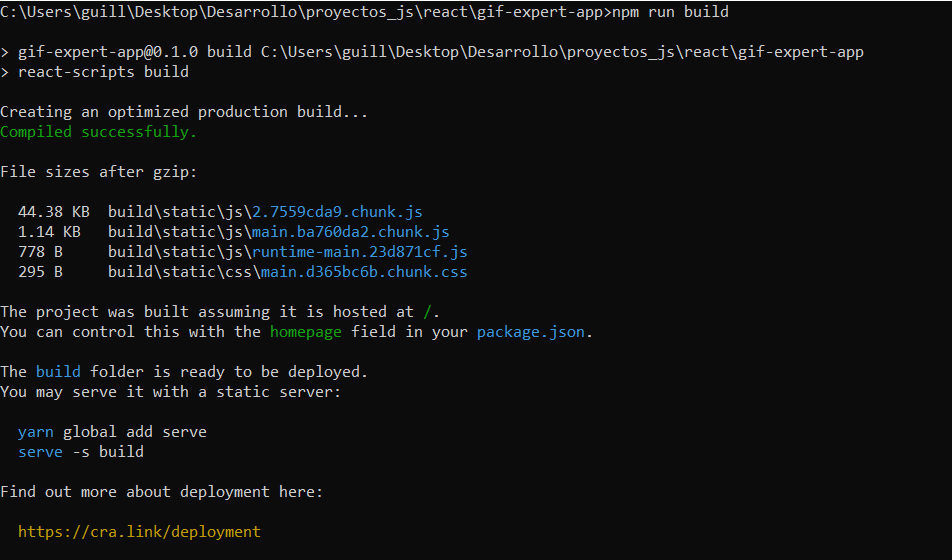 C:\Users\guill\Desktop\Desarrollo\proyectos_js\react\gif-expert-app>npm run build
> gif-expert-app@0.1.0 build C:\Users\guill\Desktop\Desarrollo\proyectos_js\react\gif-expert-app
> react-scripts build
Creating an optimized production build...
Compiled successfully.
File sizes after gzip:
44.38 KB  build\static\js\2.7559cda9.chunk.js
1.14 KB   build\static\js\main.ba760da2.chunk.js
778 B     build\static\js\runtime-main.23d871cf.js
295 B     build\static\css\main.d365bc6b.chunk.css
The project was built assuming it is hosted at /.
You can control this with the homepage field in your package.json.
The build folder is ready to be deployed.
You may serve it with a static server:
yarn global add serve
serve -s build
Find out more about deployment here:
https://cra.link/deployment